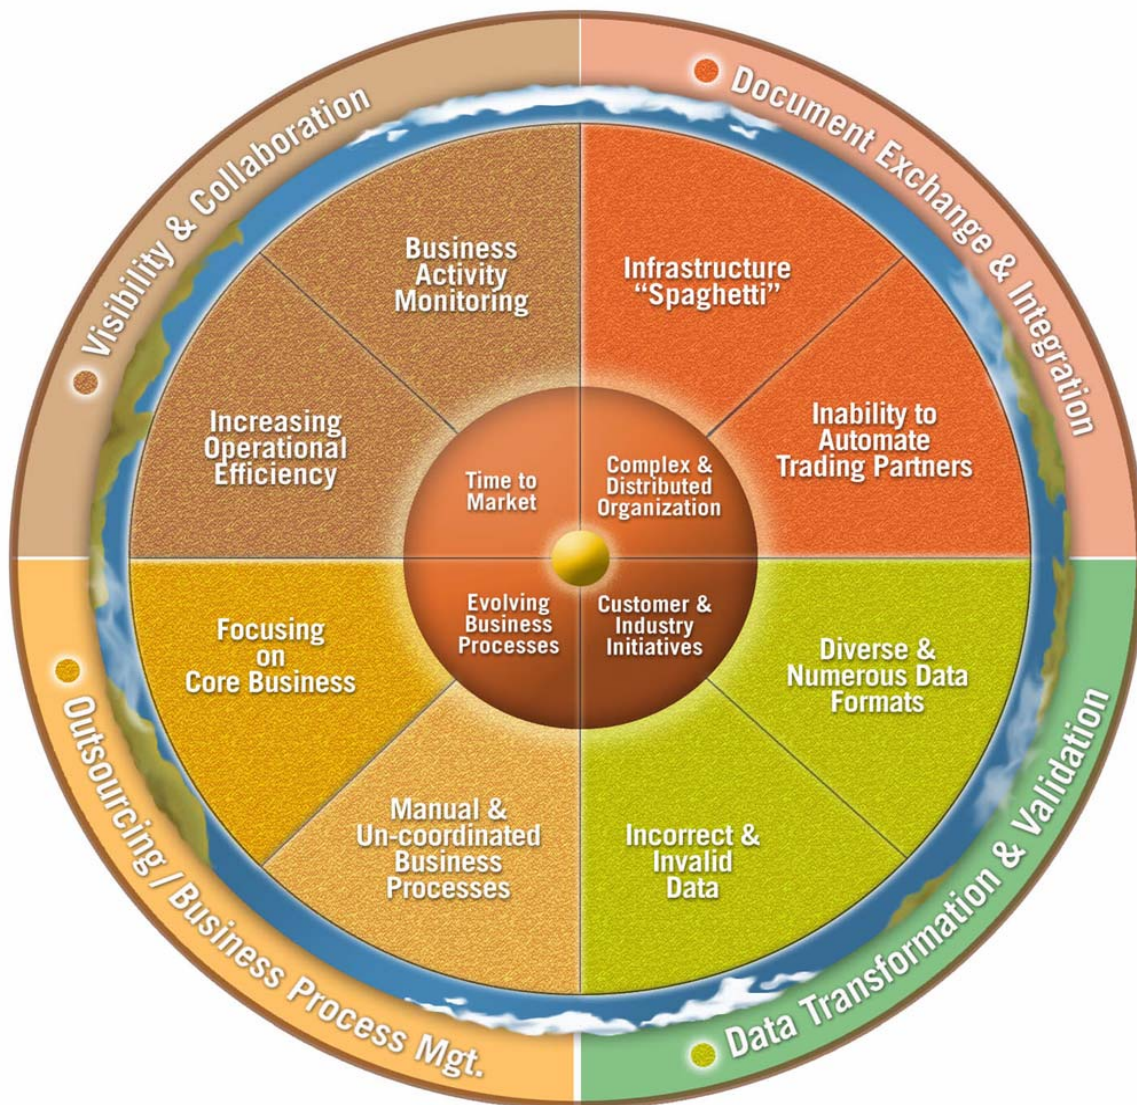 Visibility & Collaboration
Document Exchange & Integration
Business
Activity
Monitoring
Infrastructure
“Spaghetti”
Increasing
Operational
Efficiency
Inability to
Automate
Trading Partners
Time to
Market
Complex &
Distributed
Organization
Evolving
Business
Processes
Customer &
Industry
Initiatives
Focusing
on
Core Business
Diverse &
Numerous Data
Formats
Manual &
Un-coordinated
Business
Processes
Incorrect &
Invalid
Data
Outsourcing / Business Process Mgt.
Data Transformation & Validation